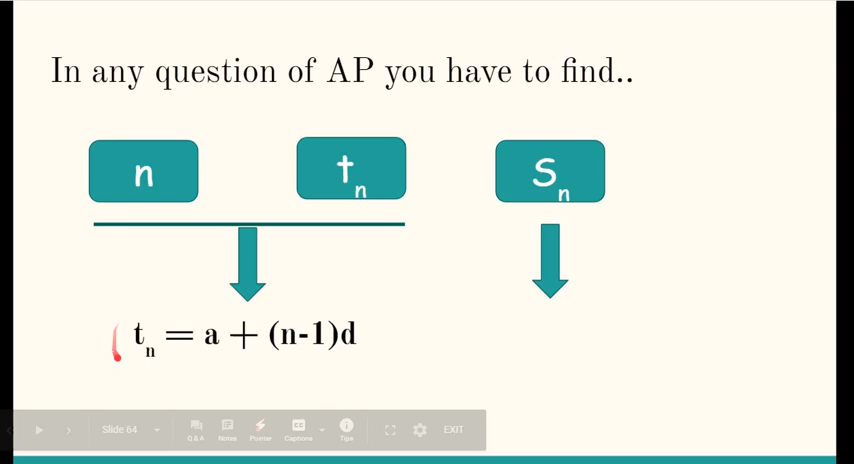 In any question of AP you have to find..
n
tn
Sn
tn = a + (n-1)d
Slide 64
Q & A
Notes
Pointer
CC
Captions
Tips
EXIT